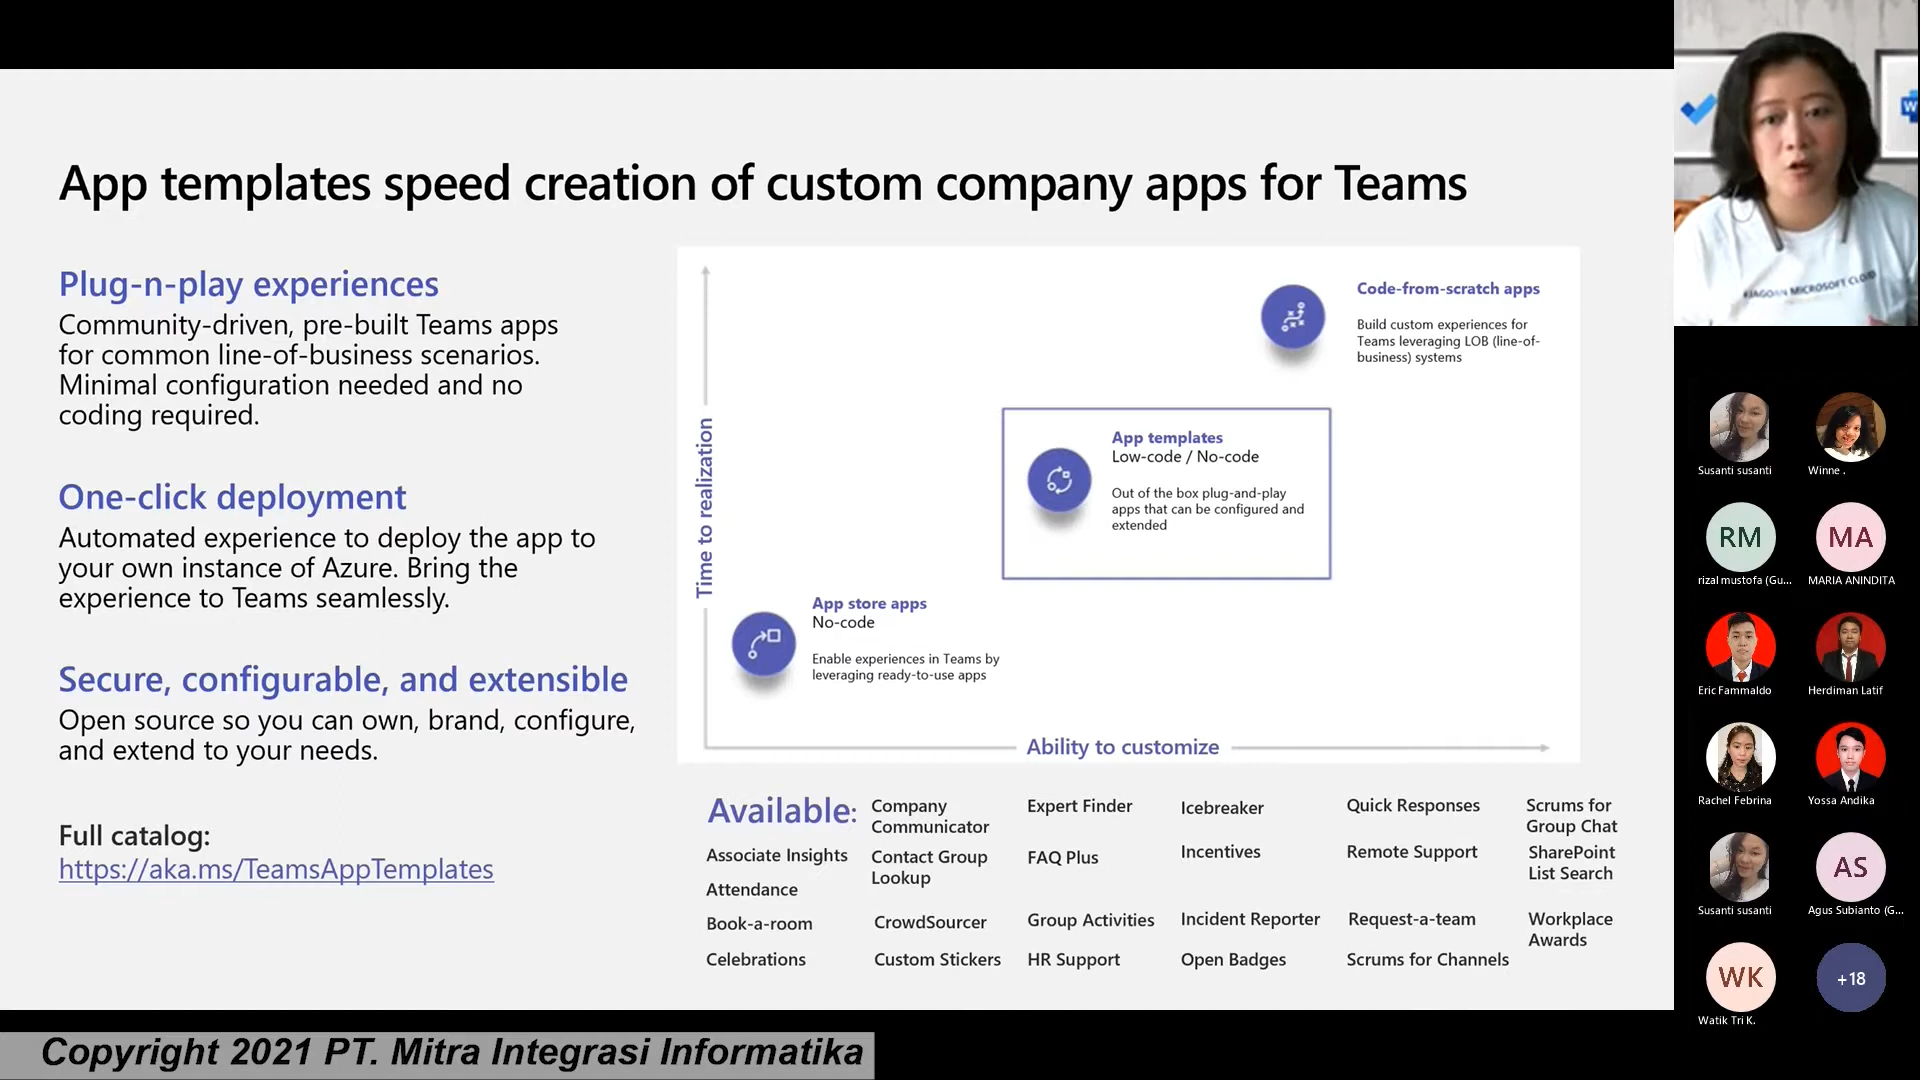 App templates speed creation of custom company apps for Teams
Plug-n-play experiences
Community-driven, pre-built Teams apps
for common line-of-business scenarios.
Minimal configuration needed and no
coding required.
One-click deployment
Automated experience to deploy the app to
your own instance of Azure. Bring the
experience to Teams seamlessly.
Secure, configurable, and extensible
Open source so you can own, brand, configure,
and extend to your needs.
Full catalog:
https://aka.ms/TeamsAppTemplates
Time to realization
Code-from-scratch apps
Build custom experiences for
Teams leveraging LOB (line-of-
business) systems
App templates
Low-code / No-code
Out of the box plug-and-play
apps that can be configured and
extended
App store apps
No-code
Enable experiences in Teams by
leveraging ready-to-use apps
Ability to customize
Available:
Associate Insights
Attendance
Book-a-room
Celebrations
Company
Communicator
Contact Group
Lookup
CrowdSourcer
Custom Stickers
Expert Finder
FAQ Plus
Group Activities
HR Support
Icebreaker
Incentives
Incident Reporter
Open Badges
Quick Responses
Remote Support
Request-a-team
Scrums for Channels
Scrums for
Group Chat
SharePoint
List Search
Workplace
Awards
W
MICROSOFT CLOUD
Susanti susanti
Winne .
RM
rizal mustofa (Gu...
MA
MARIA ANINDITA
Eric Fammaldo
Herdiman Latif
Rachel Febrina
Yossa Andika
Susanti susanti
AS
Agus Subianto (G...
WK
Watik Tri K.
+18
Copyright 2021 PT. Mitra Integrasi Informatika